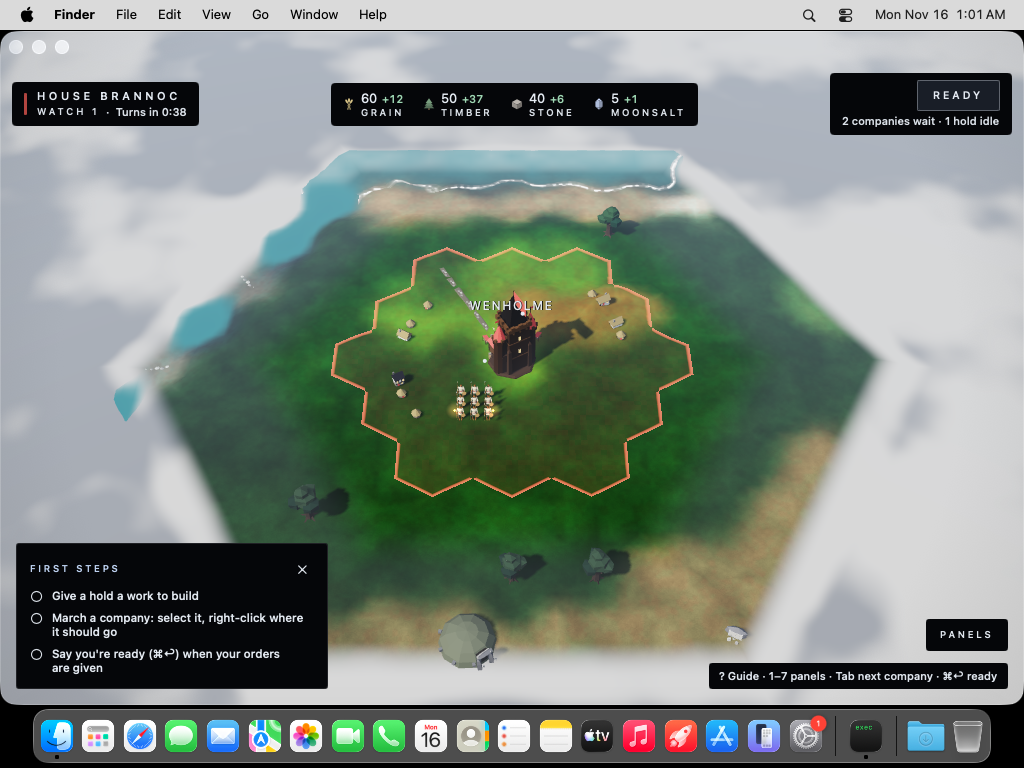 Finder File Edit View Go Window Help
Mon Nov 16 1:01 AM
HOUSE BRANNOC
WATCH 1 · Turns in 0:38
60 +12
GRAIN
50 +37
TIMBER
40 +6
STONE
5 +1
MOONSALT
READY
2 companies wait · 1 hold idle
WENHOLME
FIRST STEPS
Give a hold a work to build
March a company: select it, right-click where
it should go
Say you're ready (⌘↩) when your orders
are given
PANELS
? Guide · 1–7 panels · Tab next company · ⌘↩ ready
Mon
16
tv
1
exec